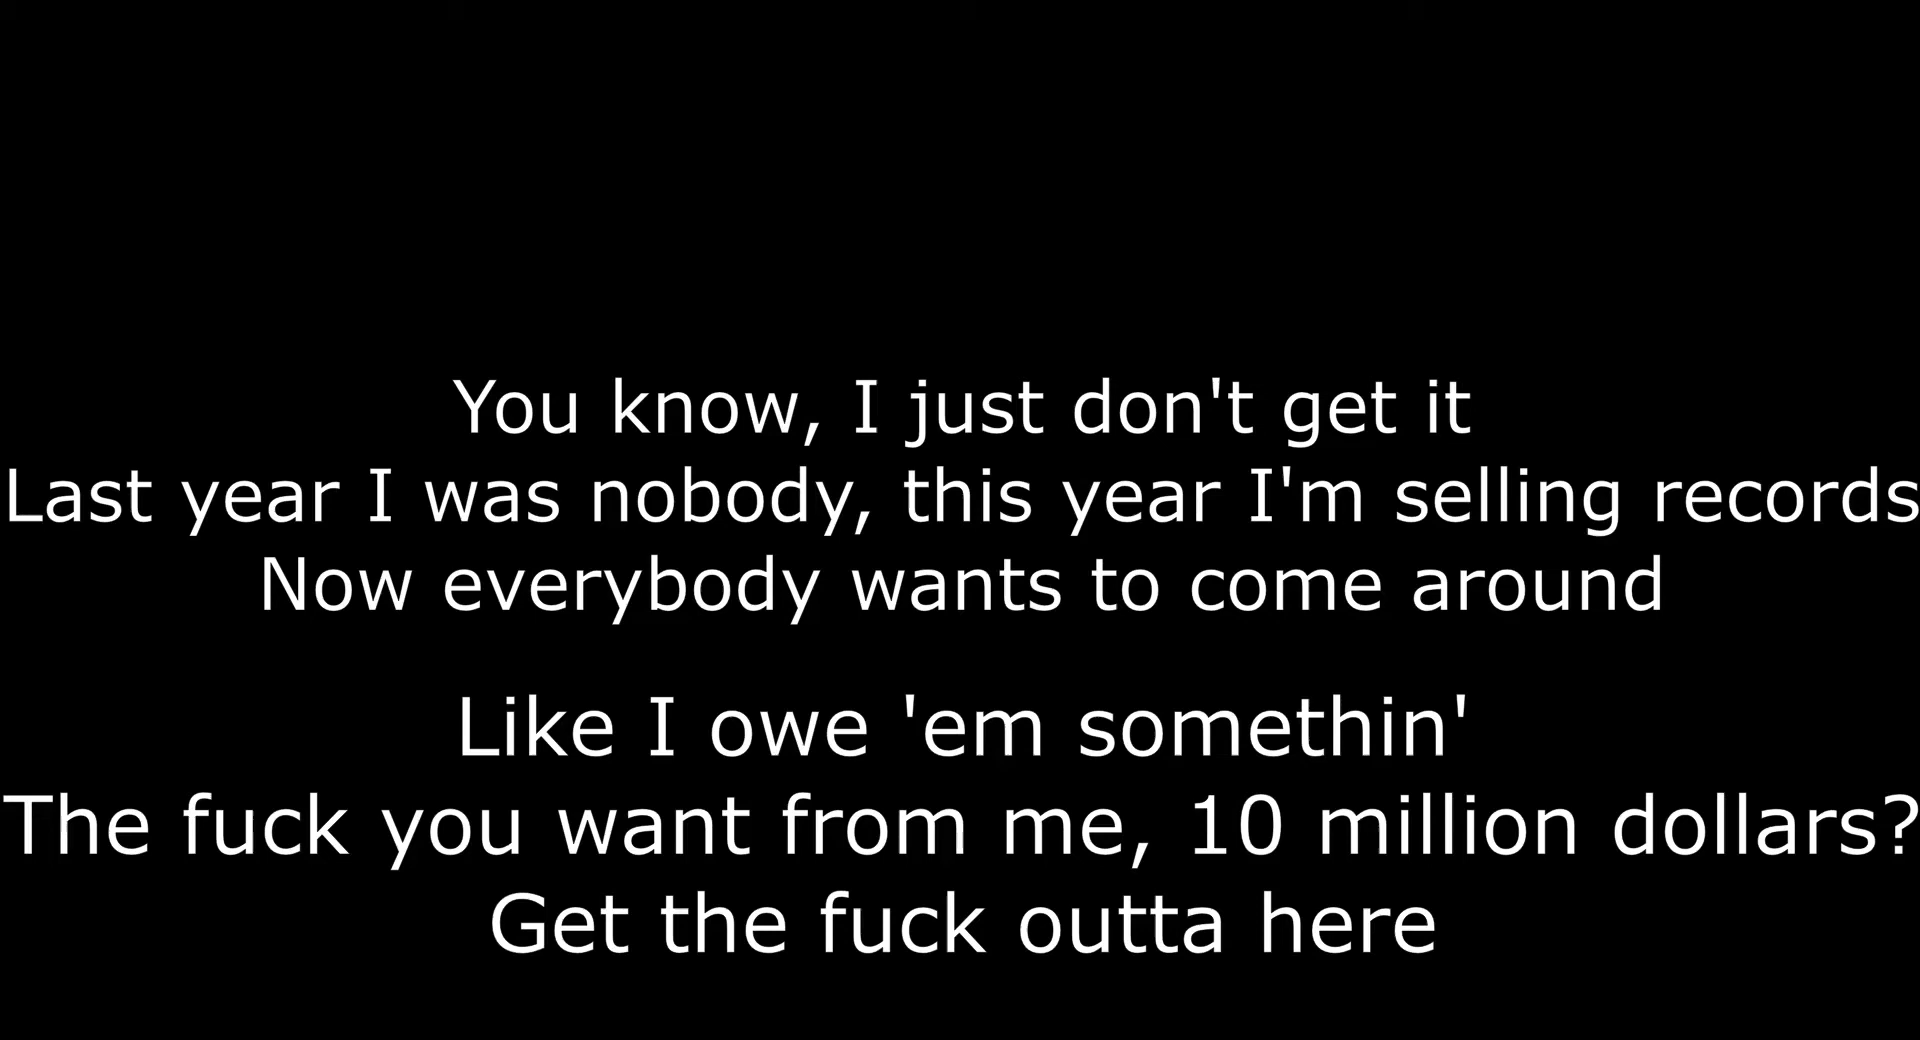 You know, I just don't get it
Last year I was nobody, this year I'm selling records
Now everybody wants to come around
Like I owe 'em somethin'
The fuck you want from me, 10 million dollars?
Get the fuck outta here